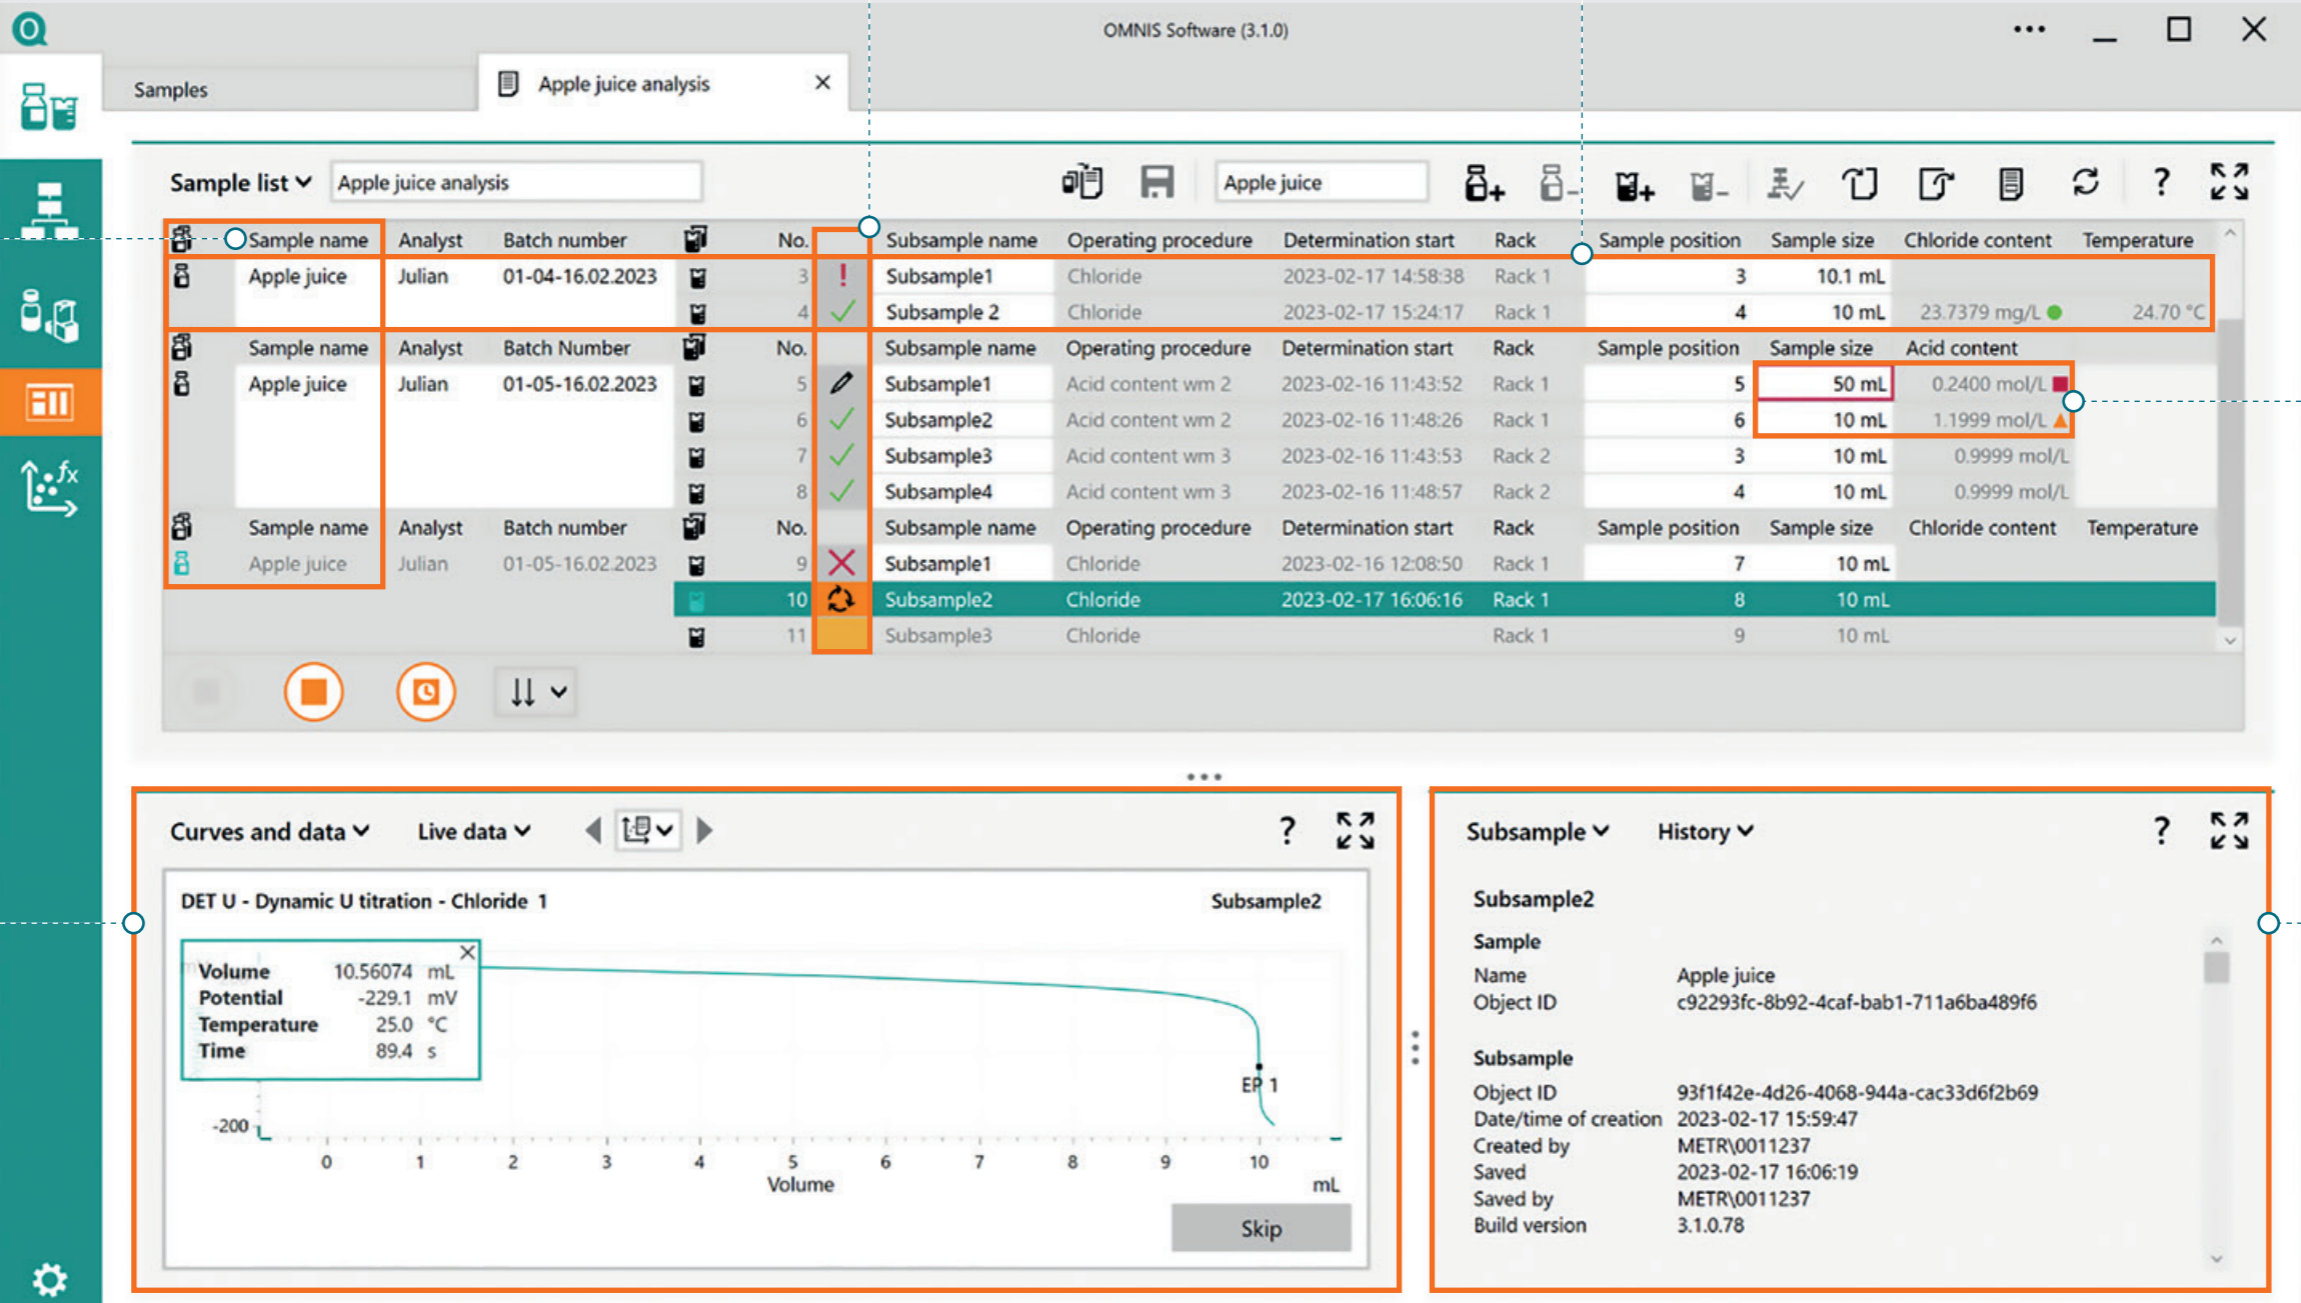 OMNIS Software (3.1.0)
Samples
Apple juice analysis
Sample list
Apple juice analysis
Apple juice
Sample name Analyst Batch number No. Subsample name Operating procedure Determination start Rack Sample position Sample size Chloride content Temperature
Apple juice Julian 01-04-16.02.2023 3 ! Subsample1 Chloride 2023-02-17 14:58:38 Rack 1 3 10.1 mL
4 Subsample 2 Chloride 2023-02-17 15:24:17 Rack 1 4 10 mL 23.7379 mg/L 24.70 °C
Sample name Analyst Batch Number No. Subsample name Operating procedure Determination start Rack Sample position Sample size Acid content
Apple juice Julian 01-05-16.02.2023 5 Subsample1 Acid content wm 2 2023-02-16 11:43:52 Rack 1 5 50 mL 0.2400 mol/L
6 Subsample2 Acid content wm 2 2023-02-16 11:48:26 Rack 1 6 10 mL 1.1999 mol/L
7 Subsample3 Acid content wm 3 2023-02-16 11:43:53 Rack 2 3 10 mL 0.9999 mol/L
8 Subsample4 Acid content wm 3 2023-02-16 11:48:57 Rack 2 4 10 mL 0.9999 mol/L
Sample name Analyst Batch number No. Subsample name Operating procedure Determination start Rack Sample position Sample size Chloride content Temperature
Apple juice Julian 01-05-16.02.2023 9 Subsample1 Chloride 2023-02-16 12:08:50 Rack 1 7 10 mL
10 Subsample2 Chloride 2023-02-17 16:06:16 Rack 1 8 10 mL
11 Subsample3 Chloride Rack 1 9 10 mL
Curves and data Live data
DET U - Dynamic U titration - Chloride 1 Subsample2
Volume 10.56074 mL
Potential -229.1 mV
Temperature 25.0 °C
Time 89.4 s
EP 1
-200
0 1 2 3 4 5 6 7 8 9 10
Volume mL
Skip
Subsample History
Subsample2
Sample
Name Apple juice
Object ID c92293fc-8b92-4caf-bab1-711a6ba489f6
Subsample
Object ID 93f1f42e-4d26-4068-944a-cac33d6f2b69
Date/time of creation 2023-02-17 15:59:47
Created by METR\0011237
Saved 2023-02-17 16:06:19
Saved by METR\0011237
Build version 3.1.0.78